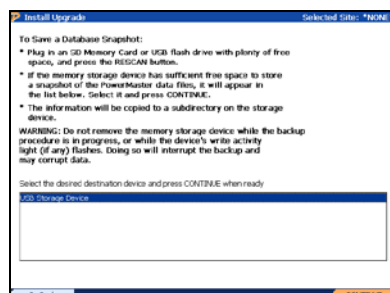 Install Upgrade
Selected Site: *NONE
To Save a Database Snapshot:
* Plug in an SD Memory Card or USB flash drive with plenty of free
space, and press the RESCAN button.
* If the memory storage device has sufficient free space to store
a snapshot of the PowerMaster data files, it will appear in
the list below. Select it and press CONTINUE.
* The information will be copied to a subdirectory on the storage
device.
WARNING: Do not remove the memory storage device while the backup
procedure is in progress, or while the device's write activity
light (if any) flashes. Doing so will interrupt the backup and
may corrupt data.
Select the desired destination device and press CONTINUE when ready
USB Storage Device